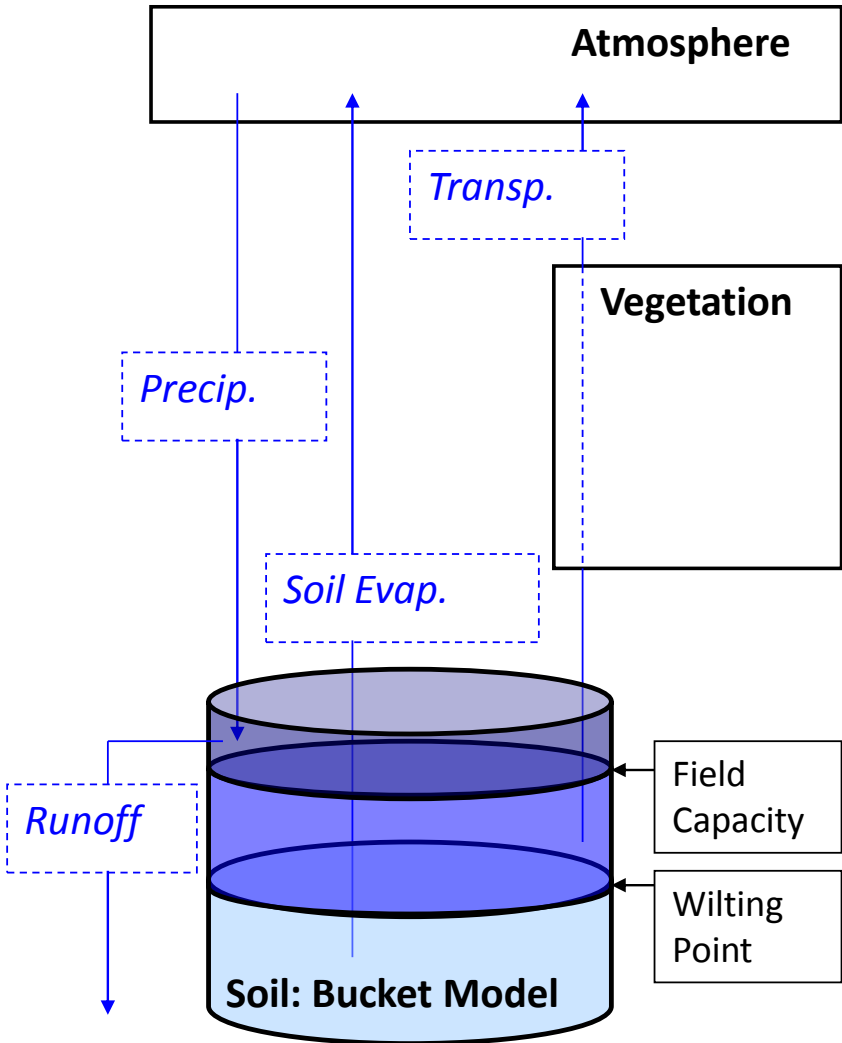 Atmosphere
Transp.
Vegetation
Precip.
Soil Evap.
Field
Capacity
Runoff
Wilting
Point
Soil: Bucket Model